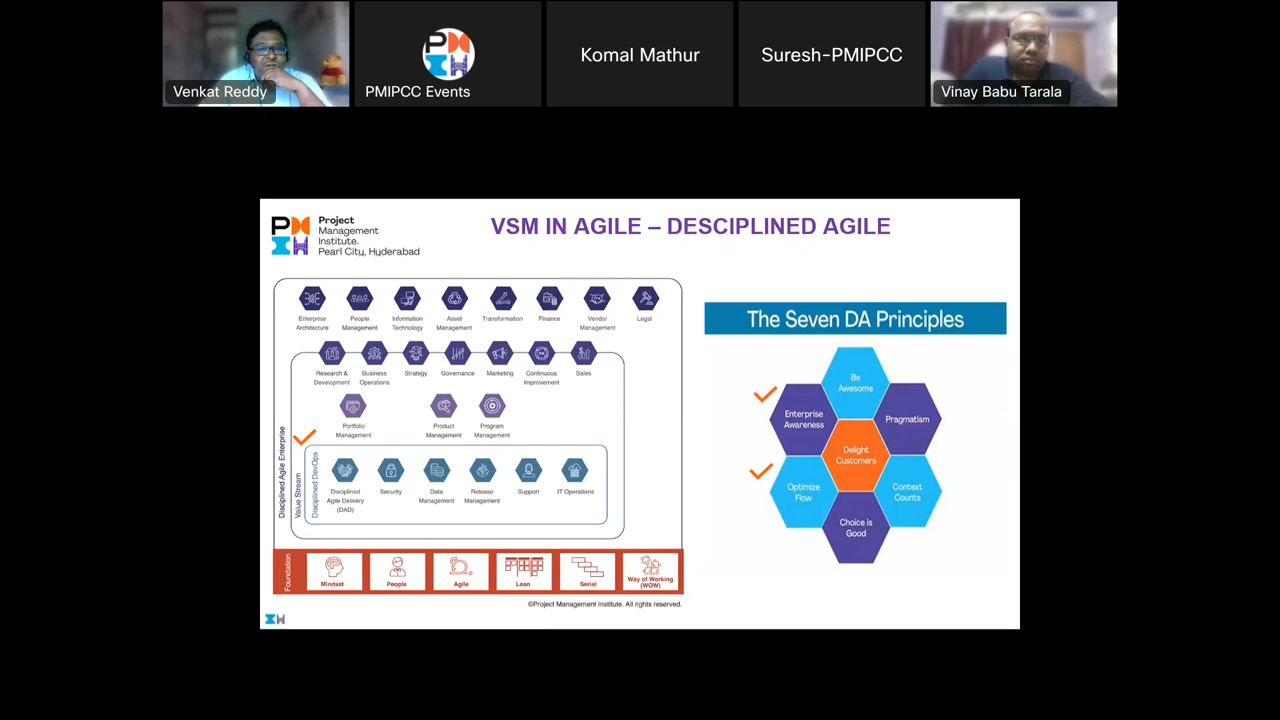 Venkat Reddy
PMIPCC Events
Komal Mathur
Suresh-PMIPCC
Vinay Babu Tarala
Project
Management
Institute.
Pearl City, Hyderabad
VSM IN AGILE – DESCIPLINED AGILE
Enterprise
Architecture
People
Management
Information
Technology
Asset
Management
Transformation
Finance
Vendor
Management
Legal
Research &
Development
Business
Operations
Strategy
Governance
Marketing
Continuous
Improvement
Sales
Portfolio
Management
Product
Management
Program
Management
Disciplined Agile Enterprise
Value Stream
Disciplined DevOps
Disciplined
Agile Delivery
(DAD)
Security
Data
Management
Release
Management
Support
IT Operations
Foundation
Mindset
People
Agile
Lean
Serial
Way of Working
(WOW)
©Project Management Institute. All rights reserved.
The Seven DA Principles
Be
Awesome
Enterprise
Awareness
Pragmatism
Delight
Customers
Optimize
Flow
Context
Counts
Choice is
Good